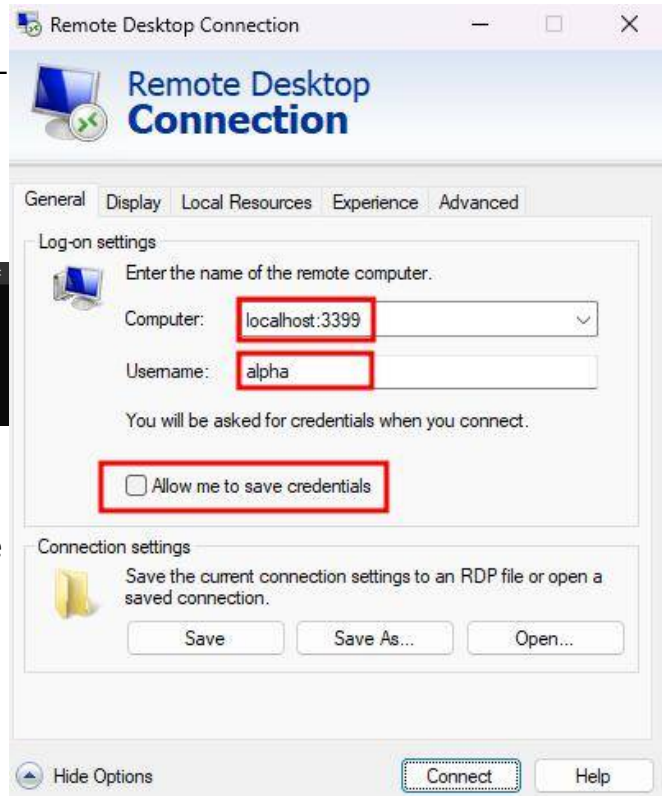 Remote Desktop Connection
Remote Desktop
Connection
General Display Local Resources Experience Advanced
Log-on settings
Enter the name of the remote computer.
Computer: localhost:3399
Username: alpha
You will be asked for credentials when you connect.
Allow me to save credentials
Connection settings
Save the current connection settings to an RDP file or open a
saved connection.
Save Save As... Open...
Hide Options Connect Help